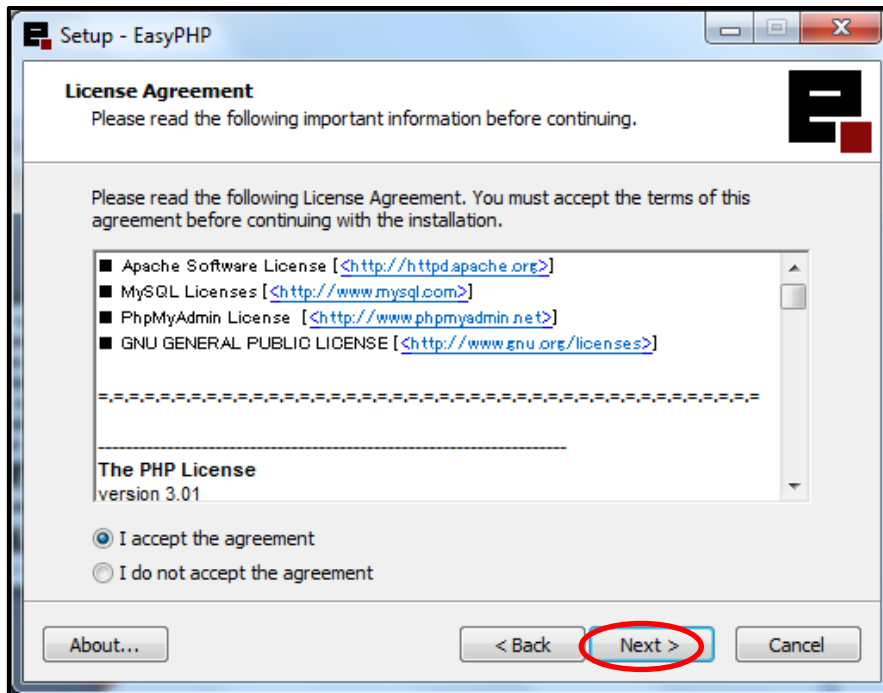 Setup - EasyPHP
License Agreement
Please read the following important information before continuing.
Please read the following License Agreement. You must accept the terms of this
agreement before continuing with the installation.
■ Apache Software License [<http://httpd.apache.org>]
■ MySQL Licenses [<http://www.mysql.com>]
■ PhpMyAdmin License [<http://www.phpmyadmin.net>]
■ GNU GENERAL PUBLIC LICENSE [<http://www.gnu.org/licenses>]
=.=.=.=.=.=.=.=.=.=.=.=.=.=.=.=.=.=.=.=.=.=.=.=.=.=.=.=.=.=.=.=.=.=.=.=.=.=.=.=.=.=.=
------------------------------------------------------------------------
The PHP License
version 3.01
I accept the agreement
I do not accept the agreement
About... < Back Next > Cancel